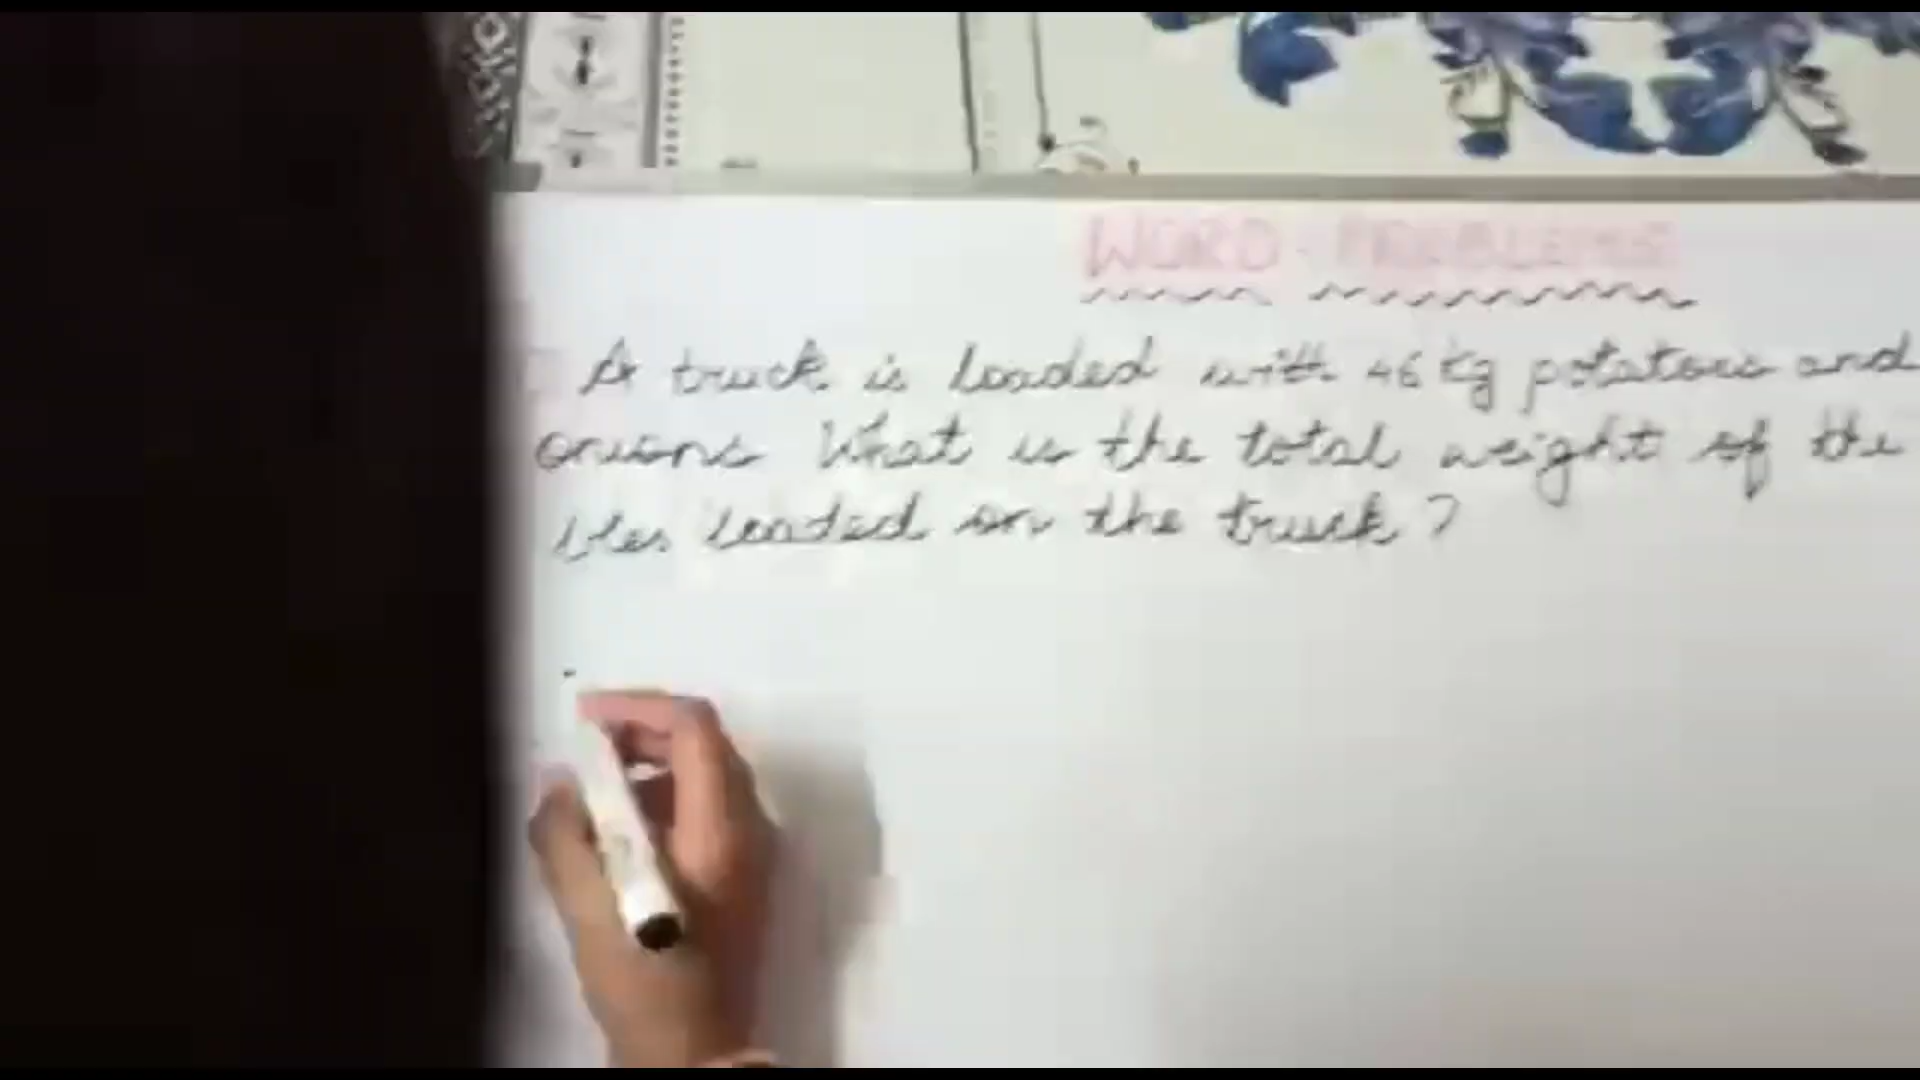 WORD - PROBLEMS
A truck is loaded with 46 kg potatoes and
onions What is the total weight of the
bles loaded on the truck?